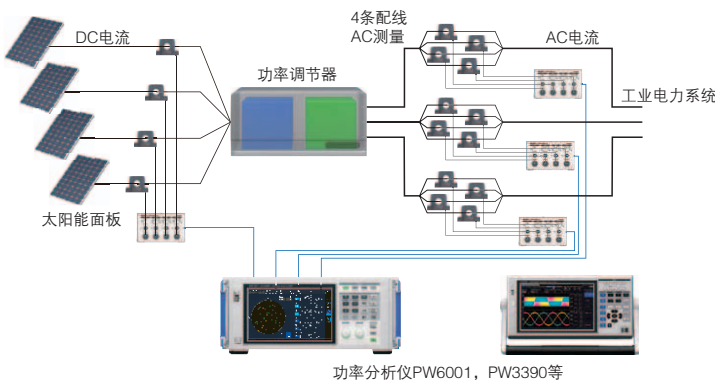 4条配线
AC测量
DC电流
AC电流
功率调节器
工业电力系统
太阳能面板
功率分析仪PW6001，PW3390等